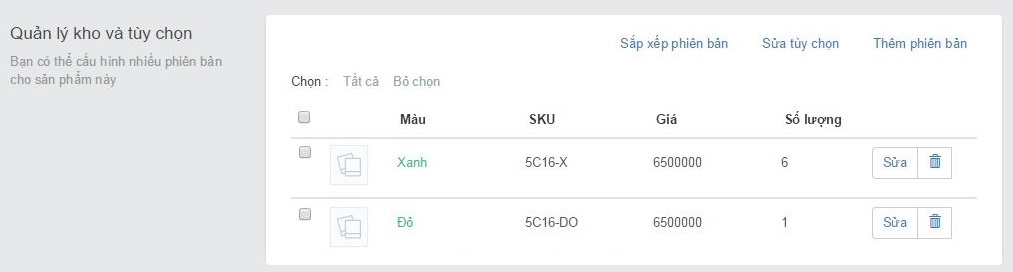 Quản lý kho và tùy chọn
Bạn có thể cấu hình nhiều phiên bản
cho sản phẩm này
Sắp xếp phiên bản Sửa tùy chọn Thêm phiên bản
Chọn : Tất cả Bỏ chọn
Màu SKU Giá Số lượng
Xanh 5C16-X 6500000 6 Sửa
Đỏ 5C16-DO 6500000 1 Sửa